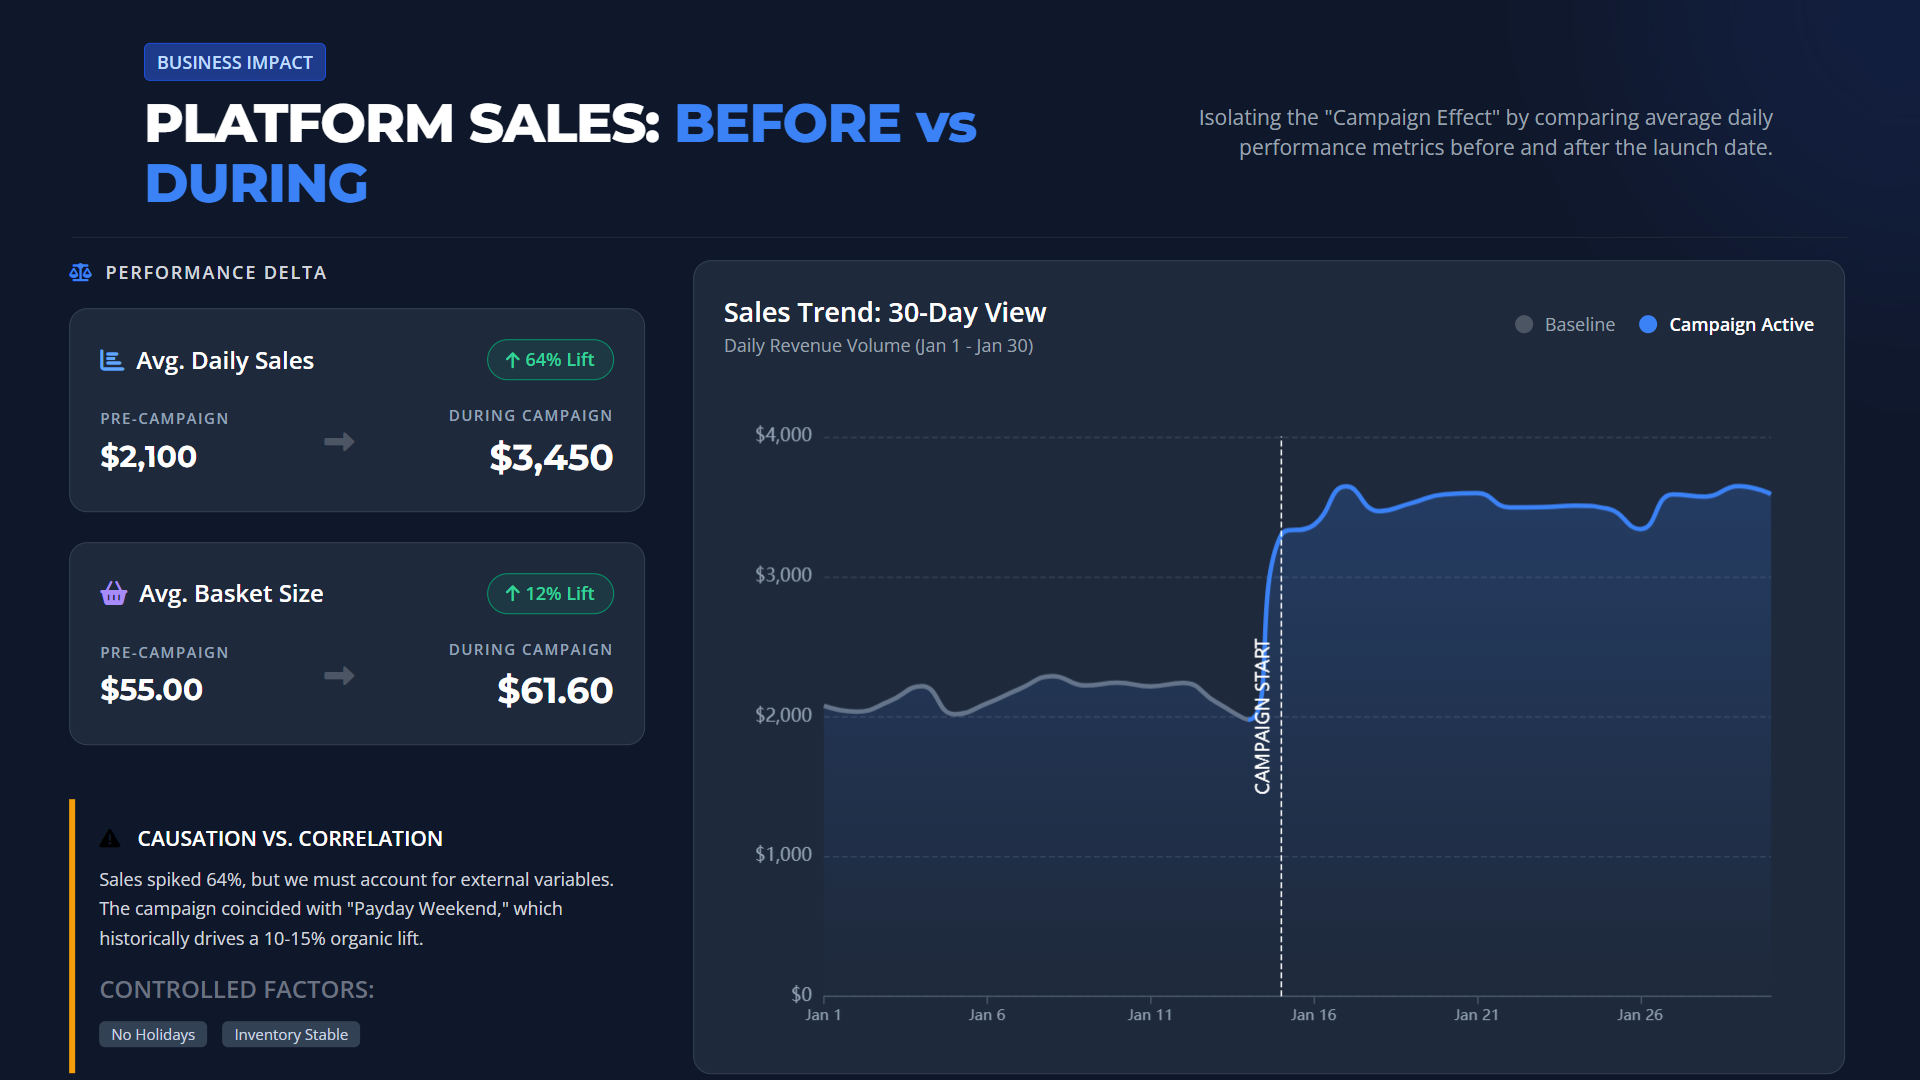 BUSINESS IMPACT
PLATFORM SALES: BEFORE vs
DURING
Isolating the "Campaign Effect" by comparing average daily
performance metrics before and after the launch date.
PERFORMANCE DELTA
Avg. Daily Sales
64% Lift
PRE-CAMPAIGN
$2,100
DURING CAMPAIGN
$3,450
Avg. Basket Size
12% Lift
PRE-CAMPAIGN
$55.00
DURING CAMPAIGN
$61.60
CAUSATION VS. CORRELATION
Sales spiked 64%, but we must account for external variables.
The campaign coincided with "Payday Weekend," which
historically drives a 10-15% organic lift.
CONTROLLED FACTORS:
No Holidays
Inventory Stable
Sales Trend: 30-Day View
Daily Revenue Volume (Jan 1 - Jan 30)
Baseline
Campaign Active
$4,000
$3,000
$2,000
$1,000
$0
CAMPAIGN START
Jan 1
Jan 6
Jan 11
Jan 16
Jan 21
Jan 26